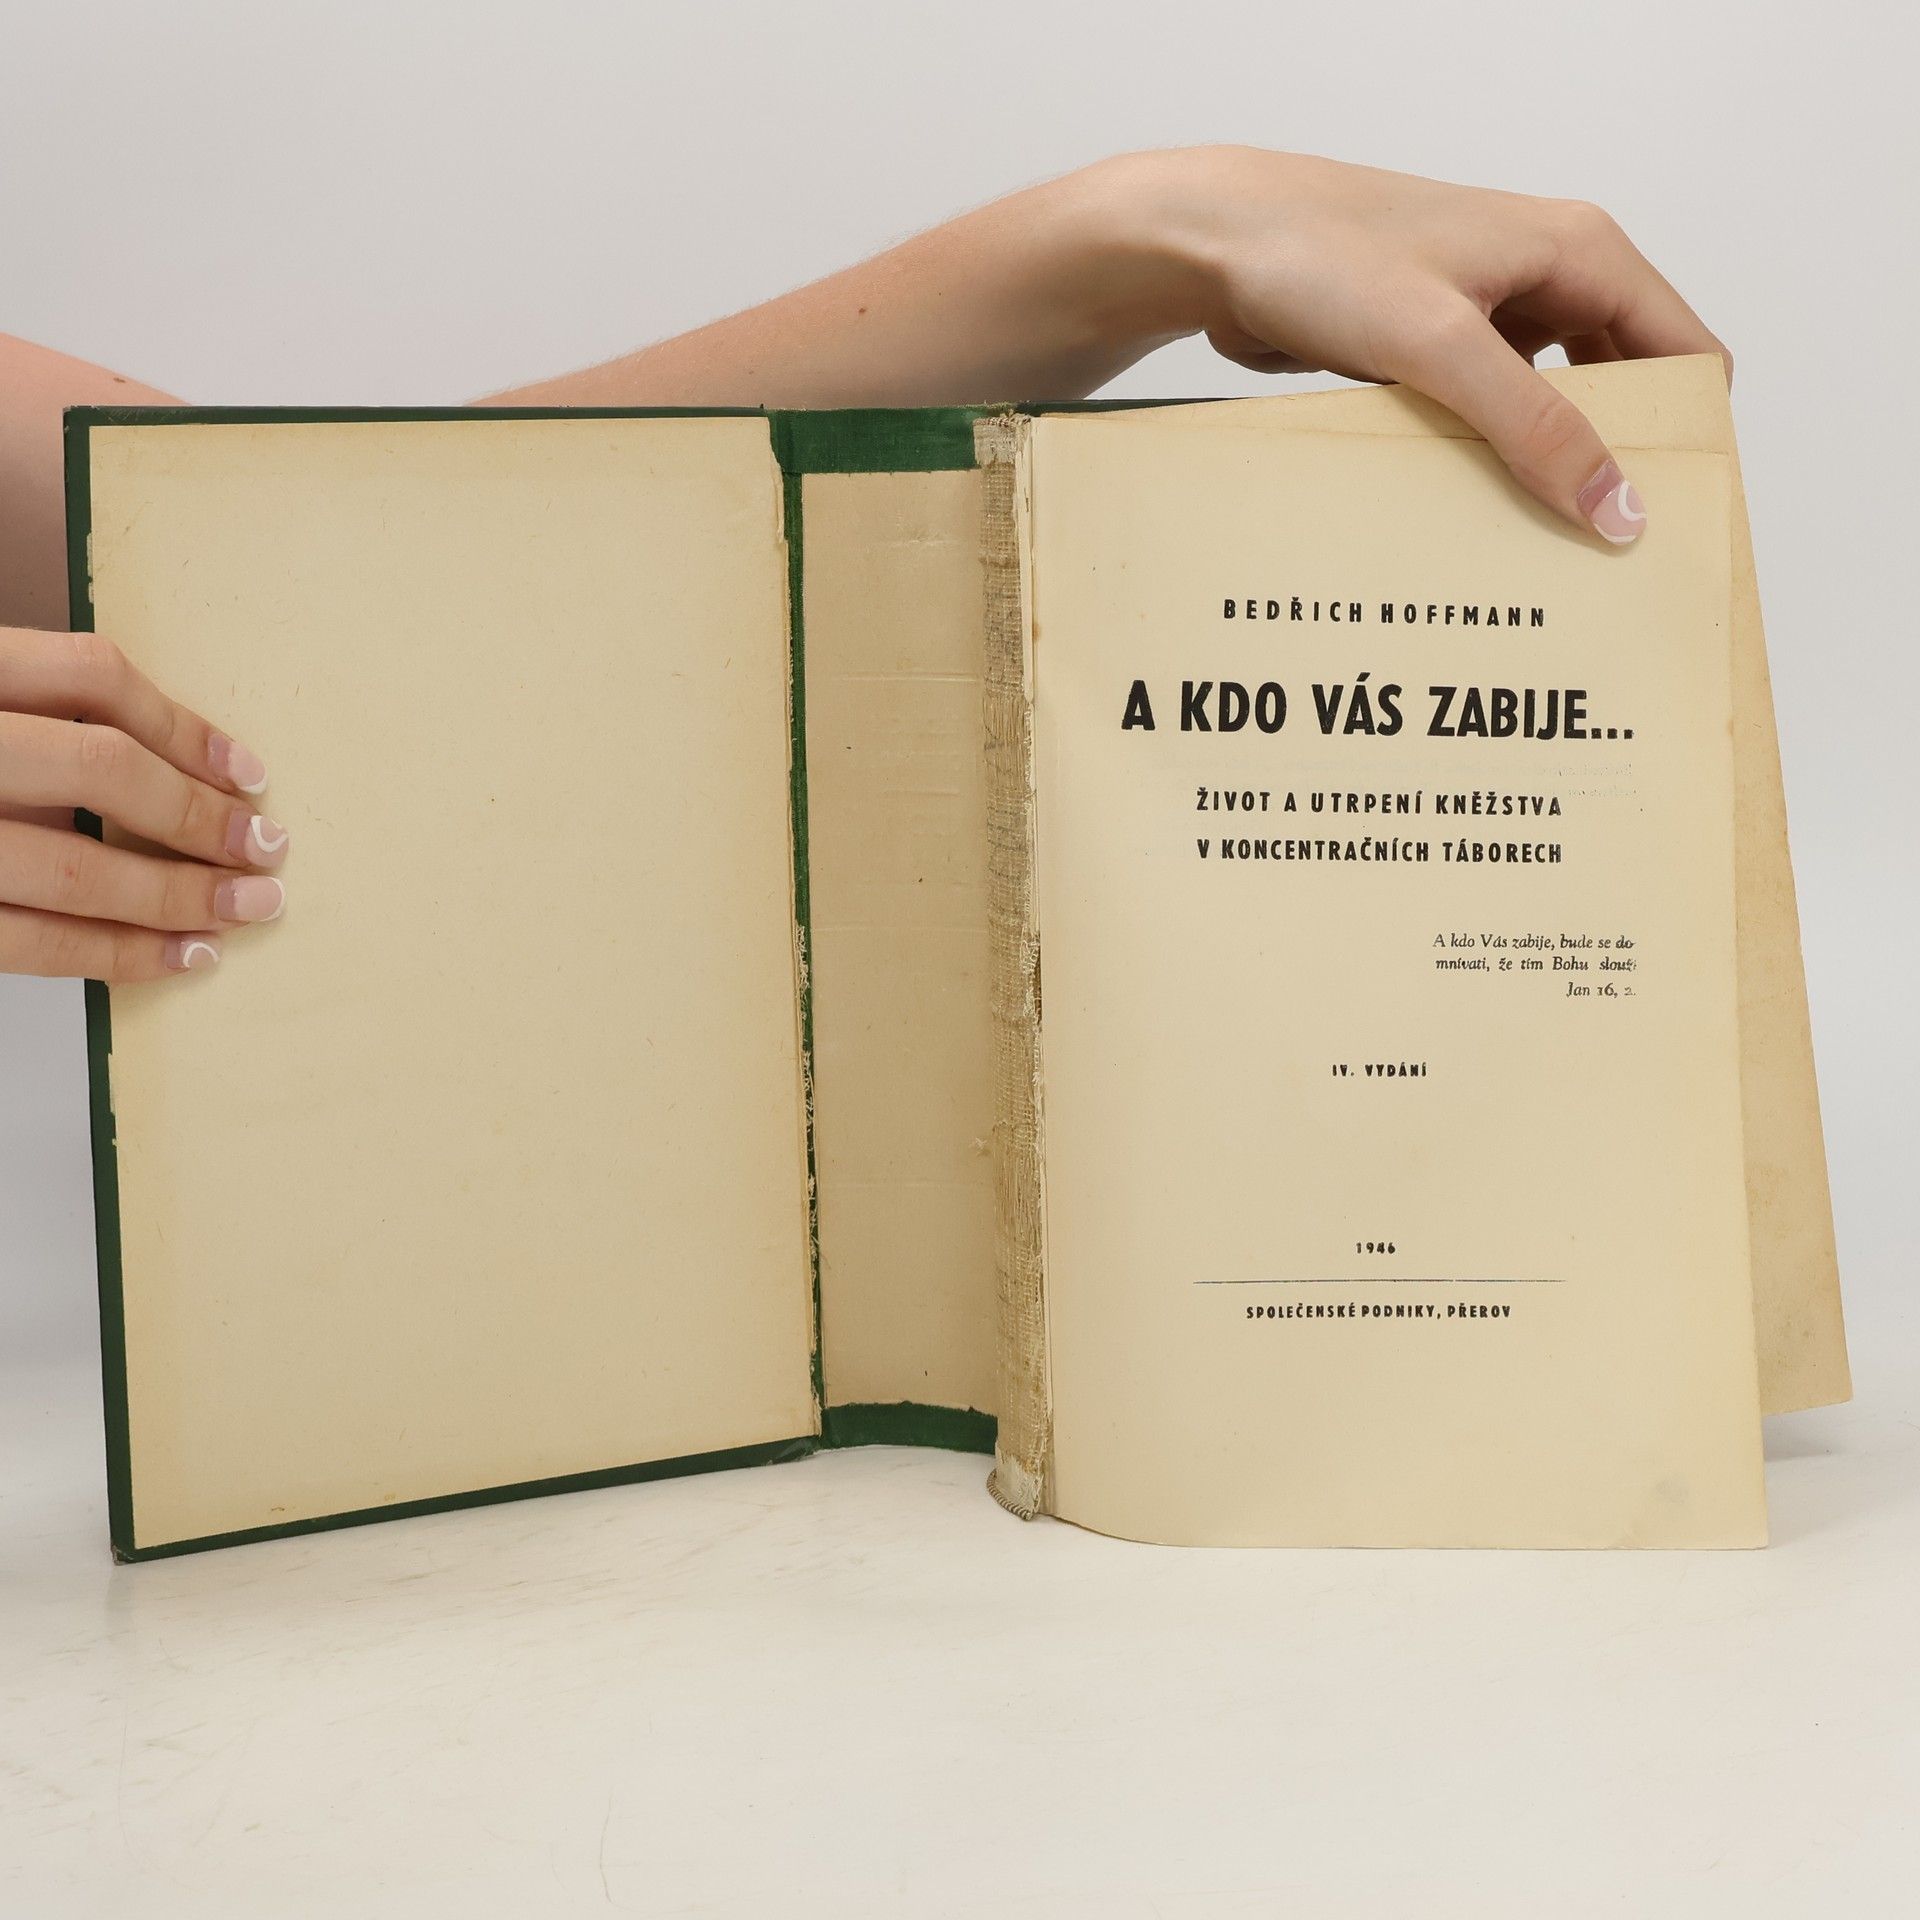 BEDŘICH HOFFMANN
A KDO VÁS ZABIJE...
ŽIVOT A UTRPENÍ KNĚŽSTVA
V KONCENTRAČNÍCH TÁBORECH
A kdo Vás zabije, bude se do-
mnívati, že tím Bohu slouží
Jan 16, 2.
IV. VYDÁNÍ
1946
SPOLEČENSKÉ PODNIKY, PŘEROV